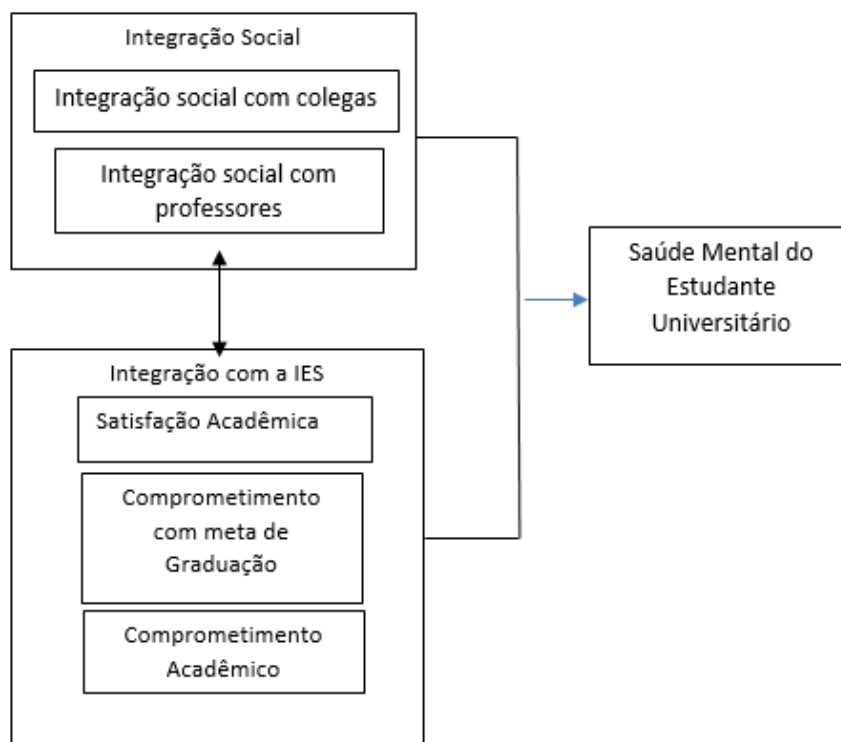 Integração Social
Integração social com colegas
Integração social com
professores
Saúde Mental do
Estudante
Universitário
Integração com a IES
Satisfação Acadêmica
Comprometimento
com meta de
Graduação
Comprometimento
Acadêmico